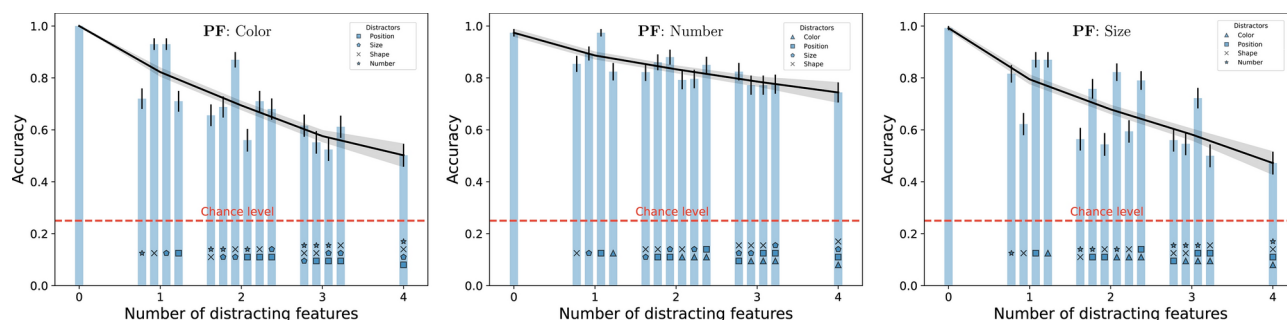 PF: Color
Distractors
Position
Size
Shape
Number
Accuracy
1.0
0.8
0.6
0.4
0.2
0.0
Chance level
0
1
2
3
4
Number of distracting features
PF: Number
Distractors
Color
Position
Size
Shape
Accuracy
1.0
0.8
0.6
0.4
0.2
0.0
Chance level
0
1
2
3
4
Number of distracting features
PF: Size
Distractors
Color
Position
Shape
Number
Accuracy
1.0
0.8
0.6
0.4
0.2
0.0
Chance level
0
1
2
3
4
Number of distracting features